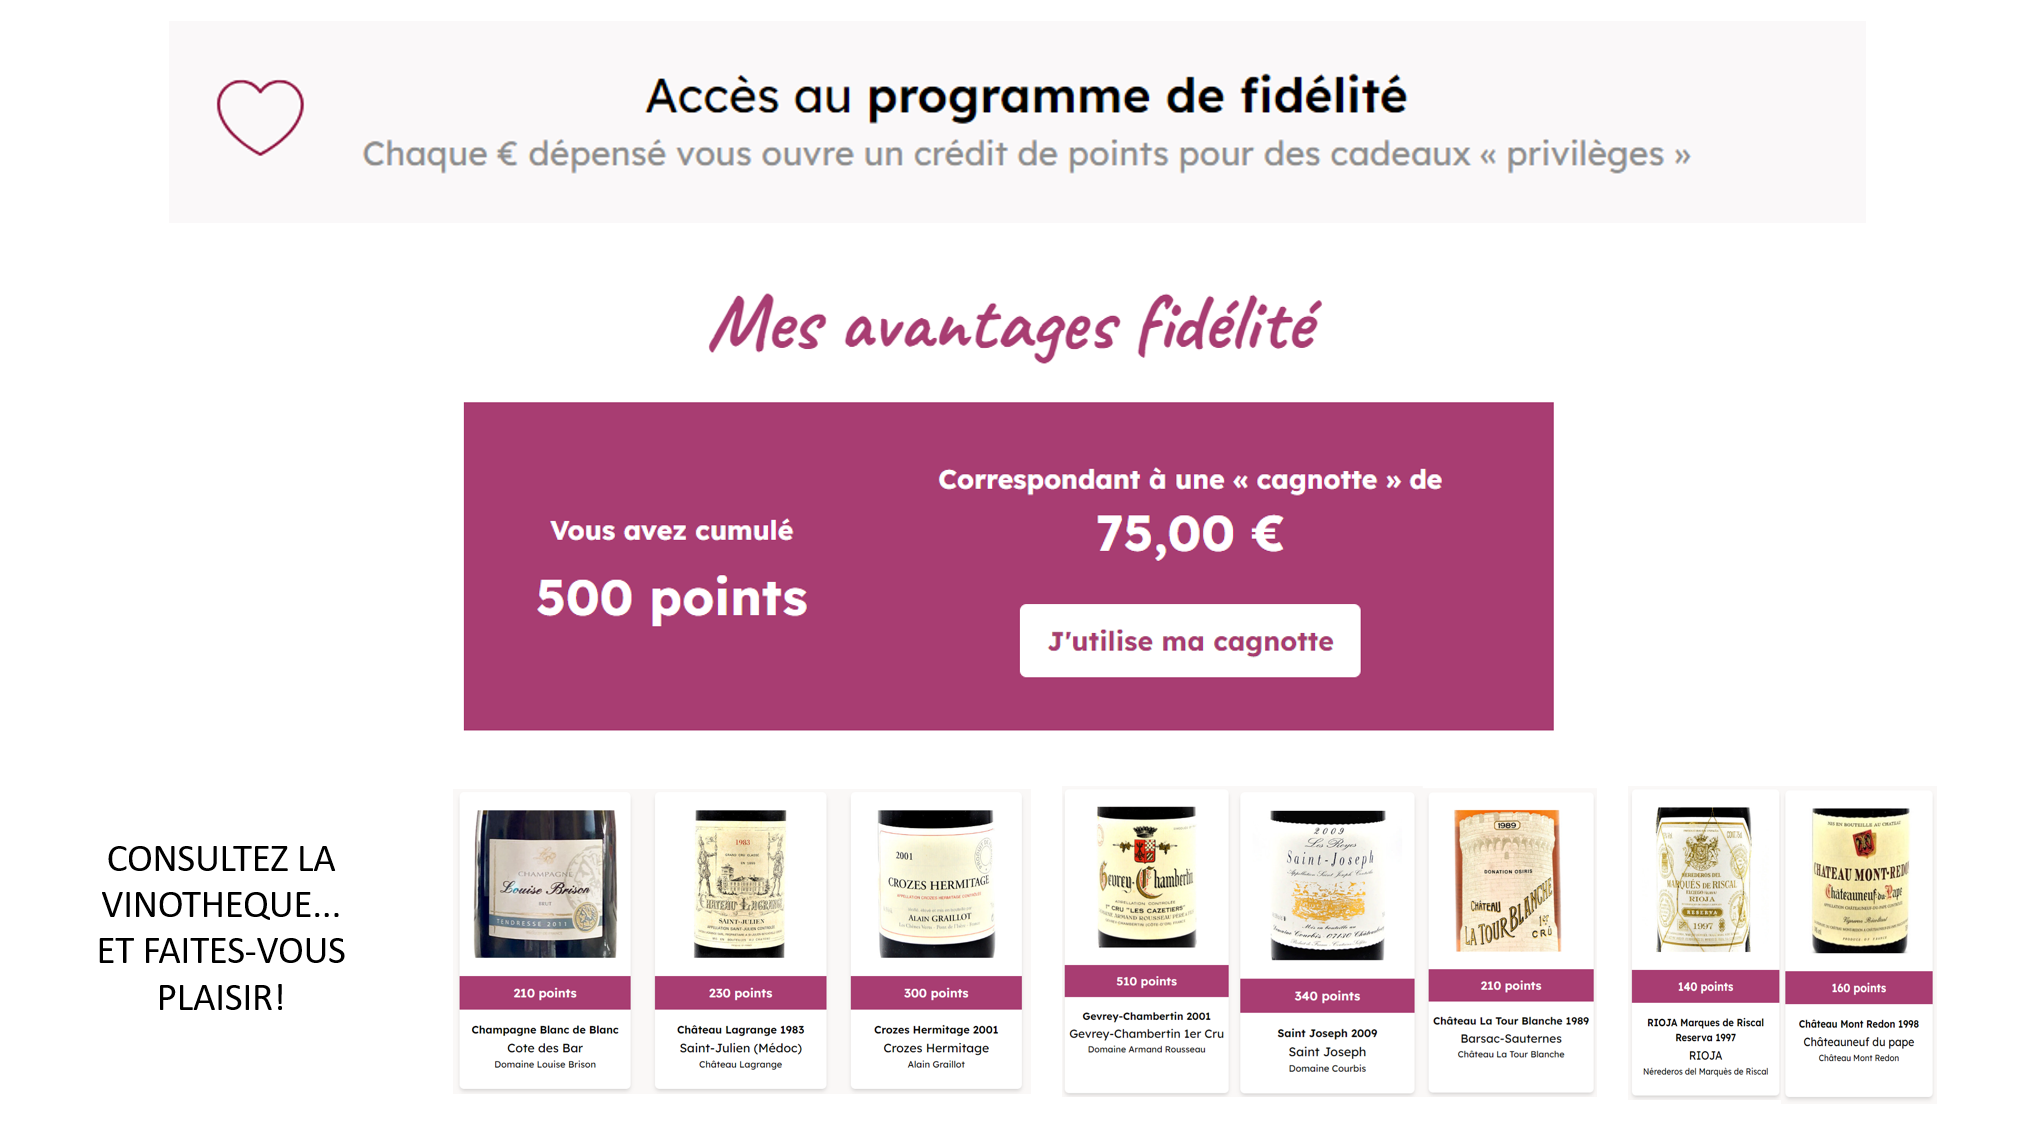 Accès au programme de fidélité
Chaque € dépensé vous ouvre un crédit de points pour des cadeaux « privilèges »
Mes avantages fidélité
Vous avez cumulé
500 points
Correspondant à une « cagnotte » de
75,00 €
J'utilise ma cagnotte
CONSULTEZ LA
VINOTHEQUE...
ET FAITES-VOUS
PLAISIR!
CHAMPAGNE
Louise Brison
BRUT
TENDRESSE 2011
210 points
Champagne Blanc de Blanc
Cote des Bar
Domaine Louise Brison
1983
CHATEAU LAGRANGE
SAINT-JULIEN
230 points
Château Lagrange 1983
Saint-Julien (Médoc)
Château Lagrange
2001
CROZES HERMITAGE
ALAIN GRAILLOT
300 points
Crozes Hermitage 2001
Crozes Hermitage
Alain Graillot
Gevrey-Chambertin
1er CRU "LES CAZETIERS"
510 points
Gevrey-Chambertin 2001
Gevrey-Chambertin 1er Cru
Domaine Armand Rousseau
2009
Les Royes
Saint-Joseph
340 points
Saint Joseph 2009
Saint Joseph
Domaine Courbis
1989
DONATION OSIRIS
CHÂTEAU
LA TOUR BLANCHE
1er
CRÛ
210 points
Château La Tour Blanche 1989
Barsac-Sauternes
Château La Tour Blanche
MARQUÉS DE RISCAL
RIOJA
RESERVA
1997
140 points
RIOJA Marques de Riscal
Reserva 1997
RIOJA
Nérederos del Marquès de Riscal
MIS EN BOUTEILLE AU CHATEAU
CHATEAU MONT-REDON
Châteauneuf-du-Pape
160 points
Château Mont Redon 1998
Châteauneuf du pape
Château Mont Redon